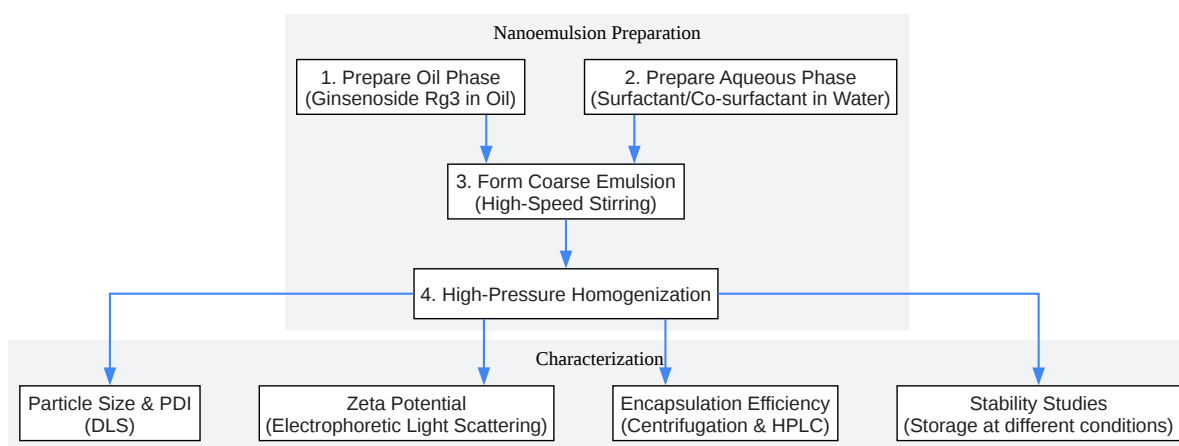 Nanoemulsion Preparation
1. Prepare Oil Phase
(Ginsenoside Rg3 in Oil)
2. Prepare Aqueous Phase
(Surfactant/Co-surfactant in Water)
3. Form Coarse Emulsion
(High-Speed Stirring)
4. High-Pressure Homogenization
Characterization
Particle Size & PDI
(DLS)
Zeta Potential
(Electrophoretic Light Scattering)
Encapsulation Efficiency
(Centrifugation & HPLC)
Stability Studies
(Storage at different conditions)